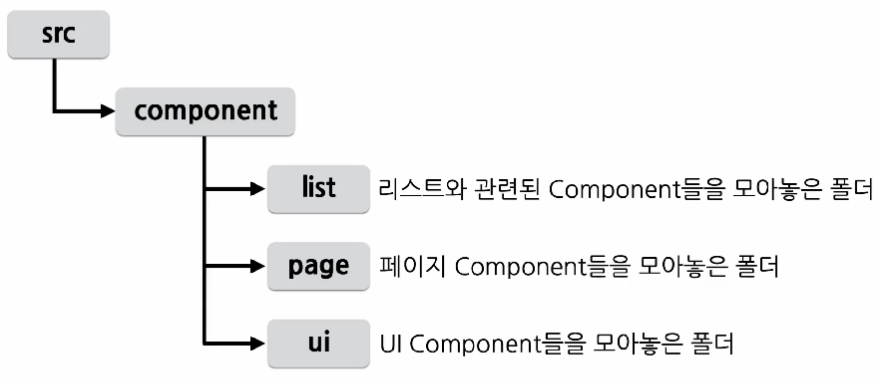 src
component
list 리스트와 관련된 Component들을 모아놓은 폴더
page 페이지 Component들을 모아놓은 폴더
ui UI Component들을 모아놓은 폴더